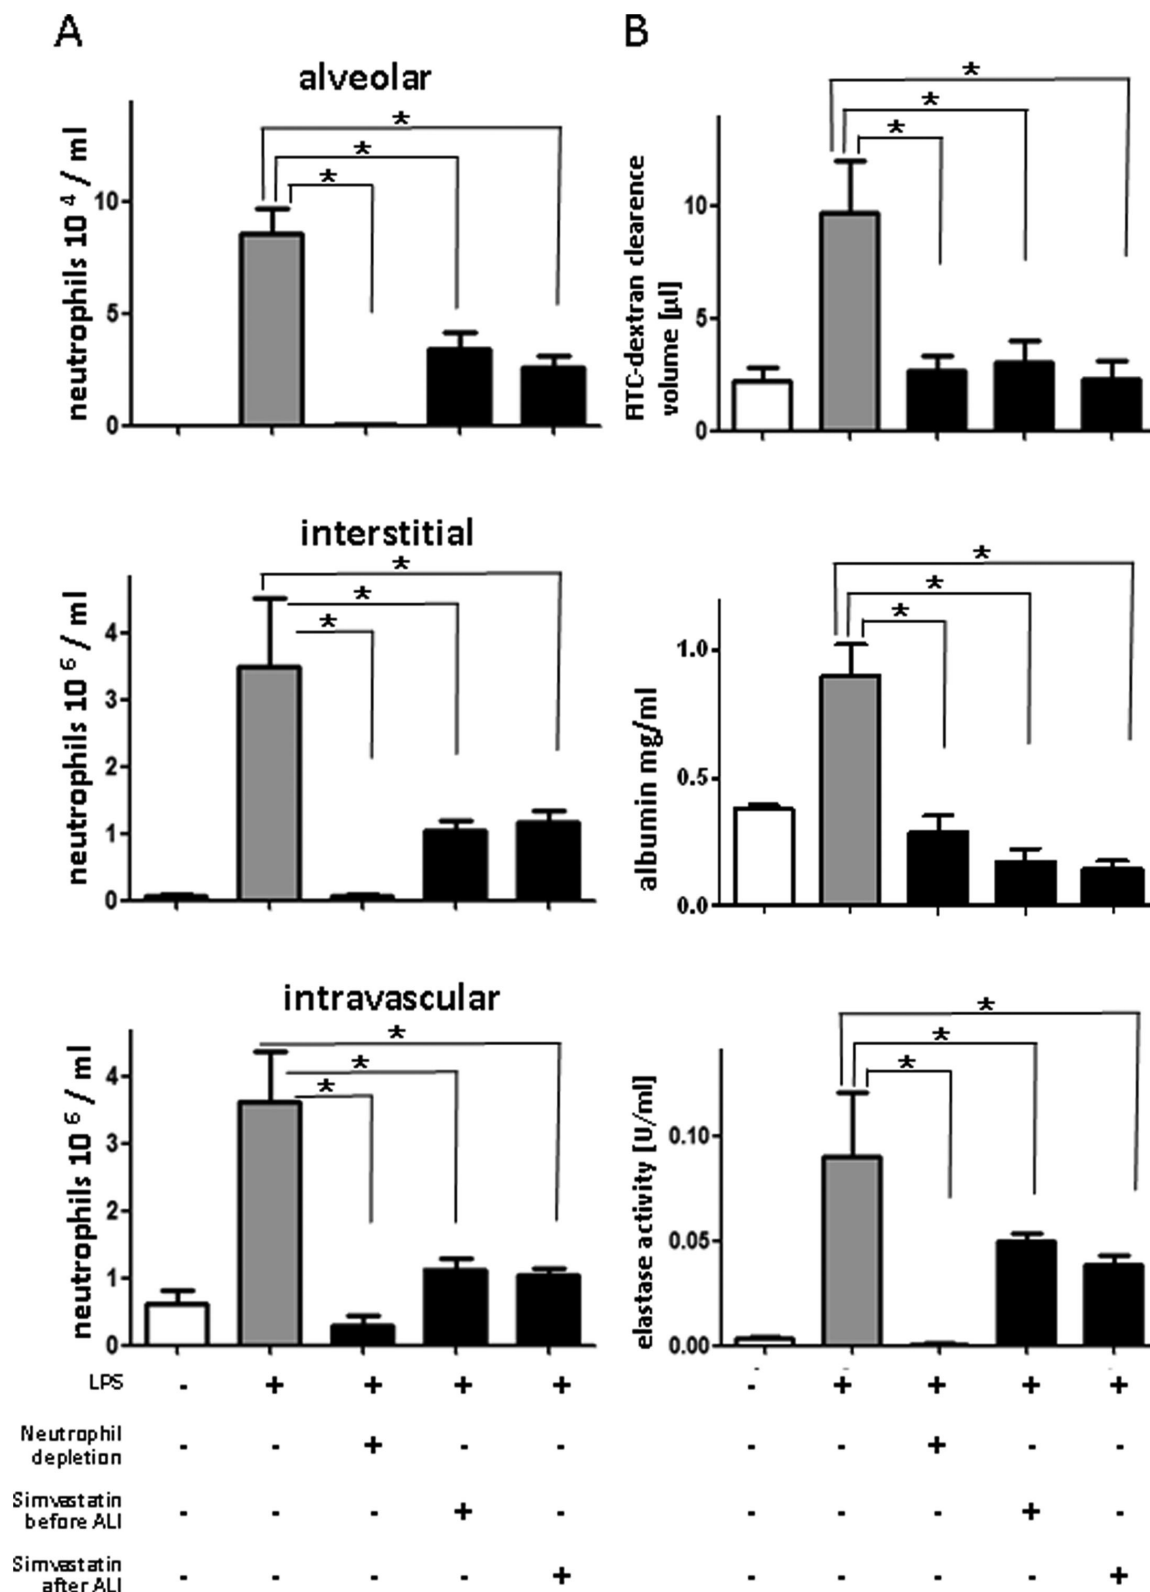 A
B
alveolar
neutrophils 10 4 / ml
10
5
0
*
*
*
FITC-dextran clearence
volume [µl]
10
5
0
*
*
*
interstitial
neutrophils 10 6 / ml
4
3
2
1
0
*
*
*
albumin mg/ml
1.0
0.5
0.0
*
*
*
intravascular
neutrophils 10 6 / ml
4
3
2
1
0
*
*
*
elastase activity [U/ml]
0.10
0.05
0.00
*
*
*
LPS - + + + + - + + + +
Neutrophil
depletion - - + - - - - + - -
Simvastatin
before ALI - - - + - - - - + -
Simvastatin
after ALI - - - - + - - - - +